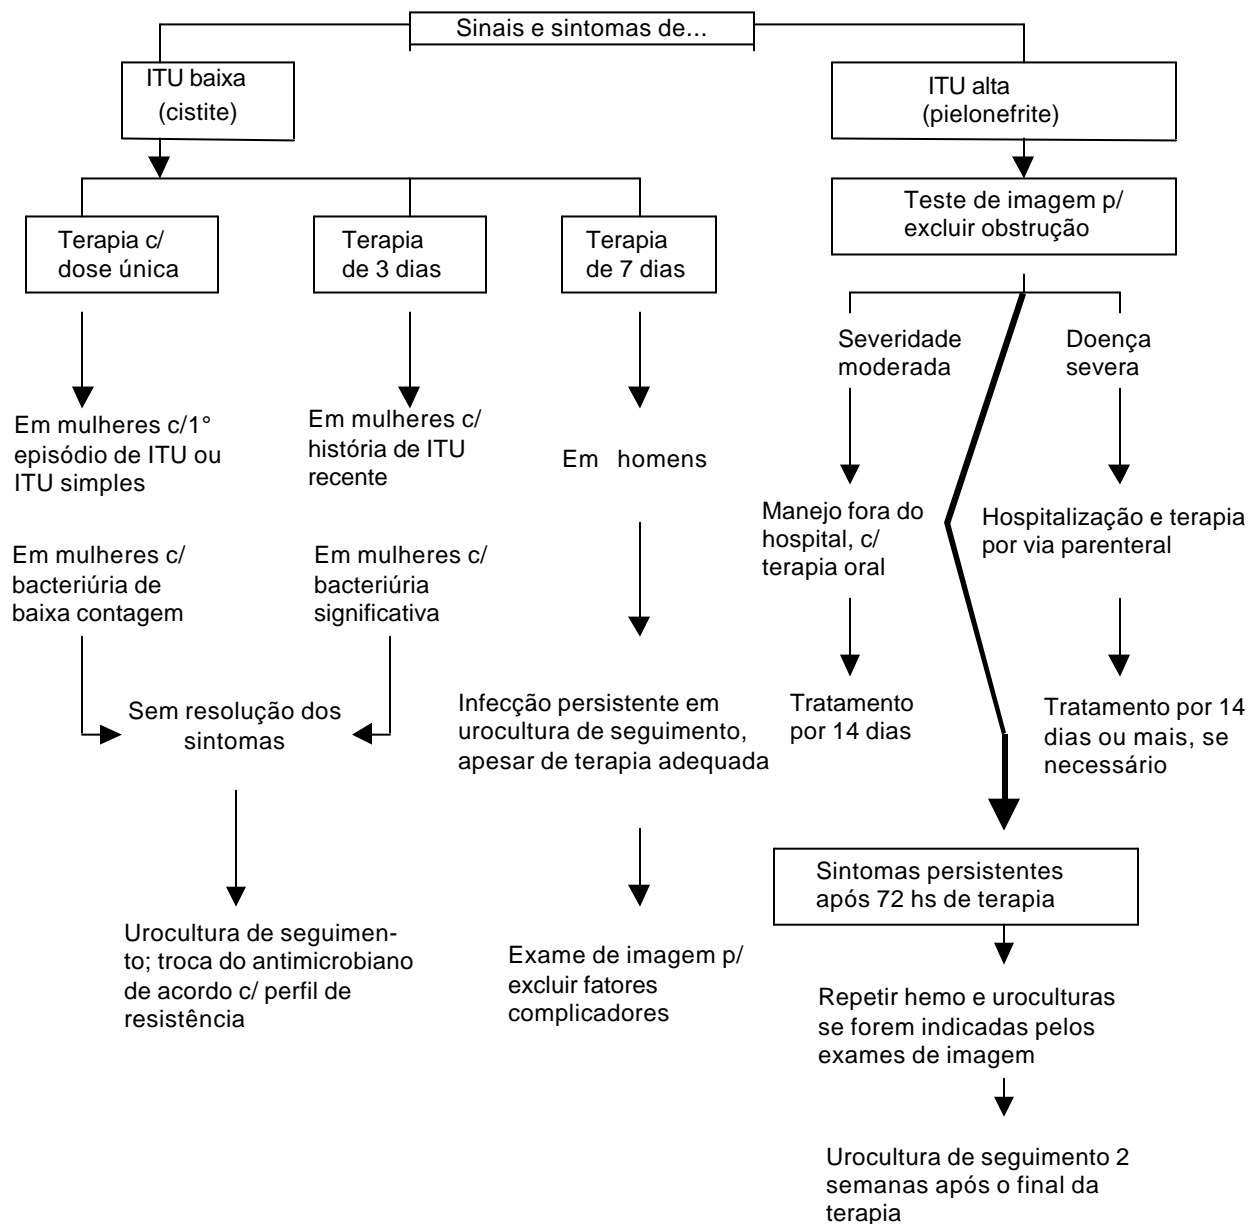 Sinais e sintomas de...
ITU baixa
(cistite)
ITU alta
(pielonefrite)
Teste de imagem p/
excluir obstrução
Terapia c/
dose única
Terapia
de 3 dias
Terapia
de 7 dias
Severidade
moderada
Doença
severa
Em mulheres c/1°
episódio de ITU ou
ITU simples
Em mulheres c/
história de ITU
recente
Em homens
Manejo fora do
hospital, c/
terapia oral
Hospitalização e terapia
por via parenteral
Em mulheres c/
bacteriúria de
baixa contagem
Em mulheres c/
bacteriúria
significativa
Sem resolução dos
sintomas
Infecção persistente em
urocultura de seguimento,
apesar de terapia adequada
Tratamento
por 14 dias
Tratamento por 14
dias ou mais, se
necessário
Sintomas persistentes
após 72 hs de terapia
Urocultura de seguimen-
to; troca do antimicrobiano
de acordo c/ perfil de
resistência
Exame de imagem p/
excluir fatores
complicadores
Repetir hemo e uroculturas
se forem indicadas pelos
exames de imagem
Urocultura de seguimento 2
semanas após o final da
terapia